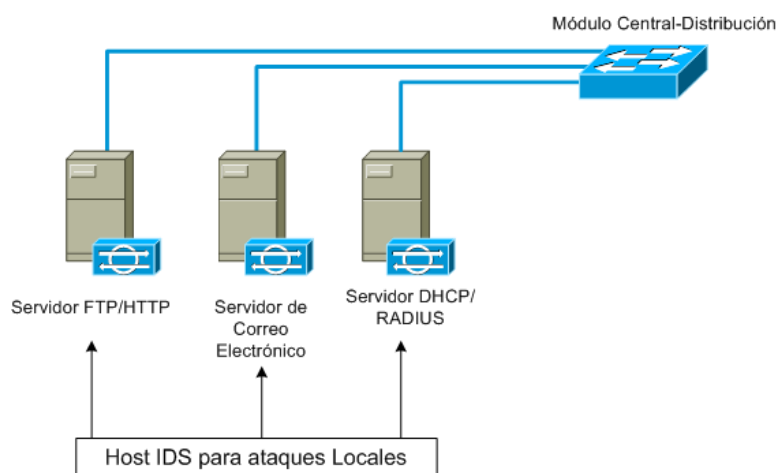 Módulo Central-Distribución
Servidor FTP/HTTP
Servidor de
Correo
Electrónico
Servidor DHCP/
RADIUS
Host IDS para ataques Locales